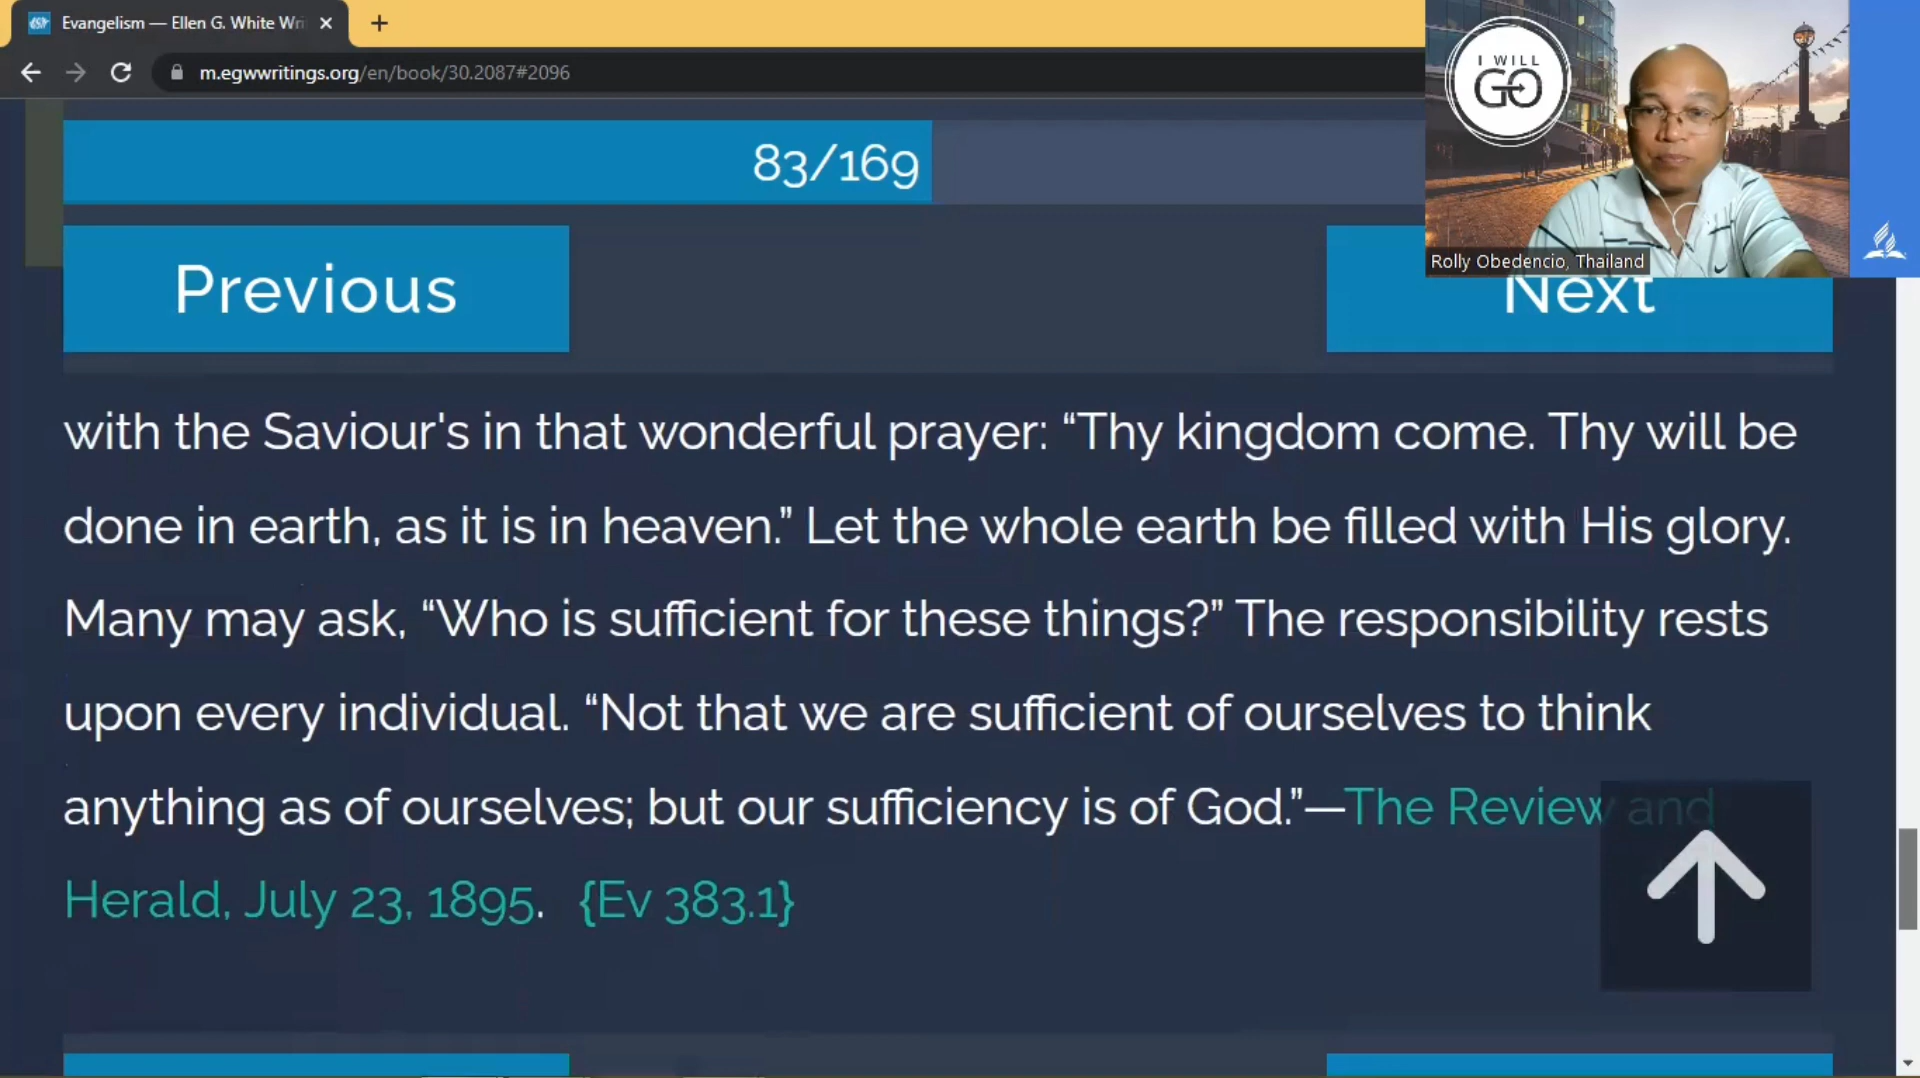 Evangelism — Ellen G. White Wri
m.egwwritings.org/en/book/30.2087#2096
I WILL
GO
Rolly Obedencio, Thailand
83/169
Previous
Next
with the Saviour's in that wonderful prayer: “Thy kingdom come. Thy will be
done in earth, as it is in heaven.” Let the whole earth be filled with His glory.
Many may ask, “Who is sufficient for these things?” The responsibility rests
upon every individual. “Not that we are sufficient of ourselves to think
anything as of ourselves; but our sufficiency is of God.”—The Review and
Herald, July 23, 1895. {Ev 383.1}